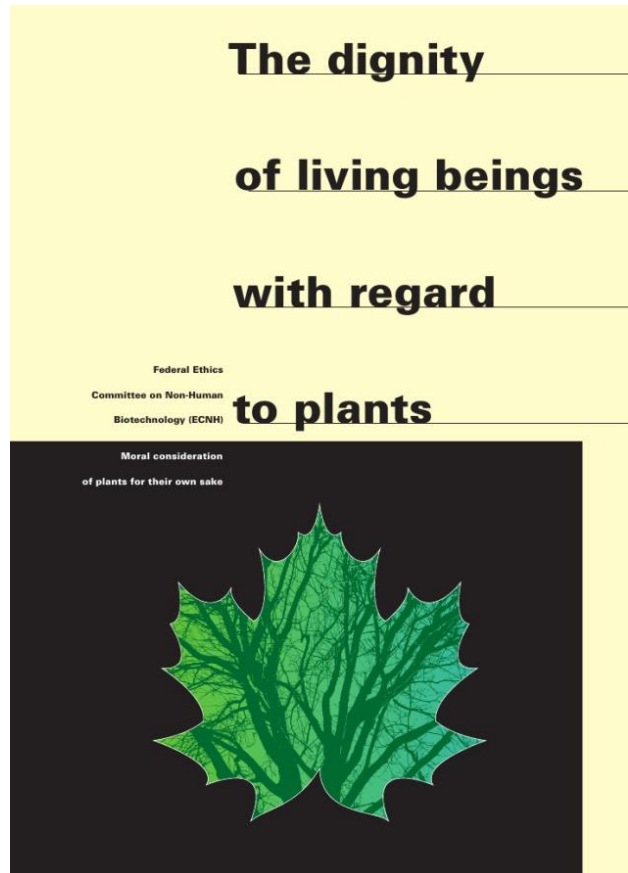 The dignity
of living beings
with regard
to plants
Federal Ethics
Committee on Non-Human
Biotechnology (ECNH)
Moral consideration
of plants for their own sake